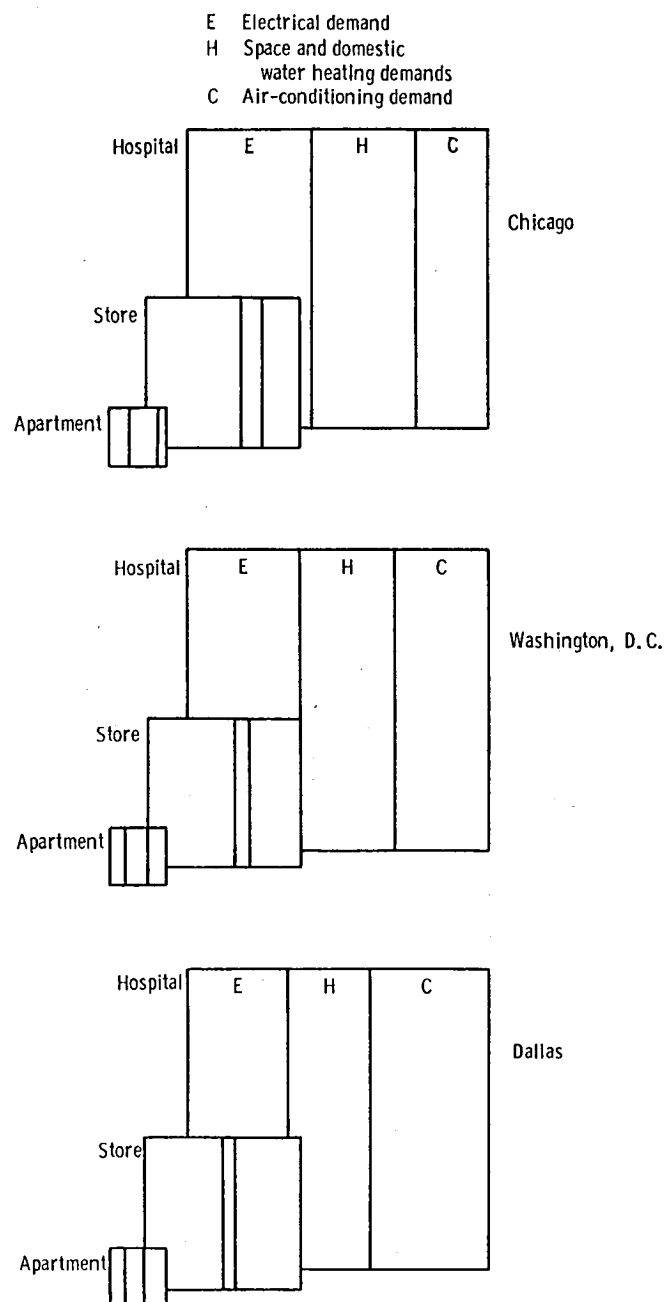 E Electrical demand
H Space and domestic
water heating demands
C Air-conditioning demand
Hospital E H C
Chicago
Store
Apartment
Hospital E H C
Washington, D.C.
Store
Apartment
Hospital E H C
Dallas
Store
Apartment